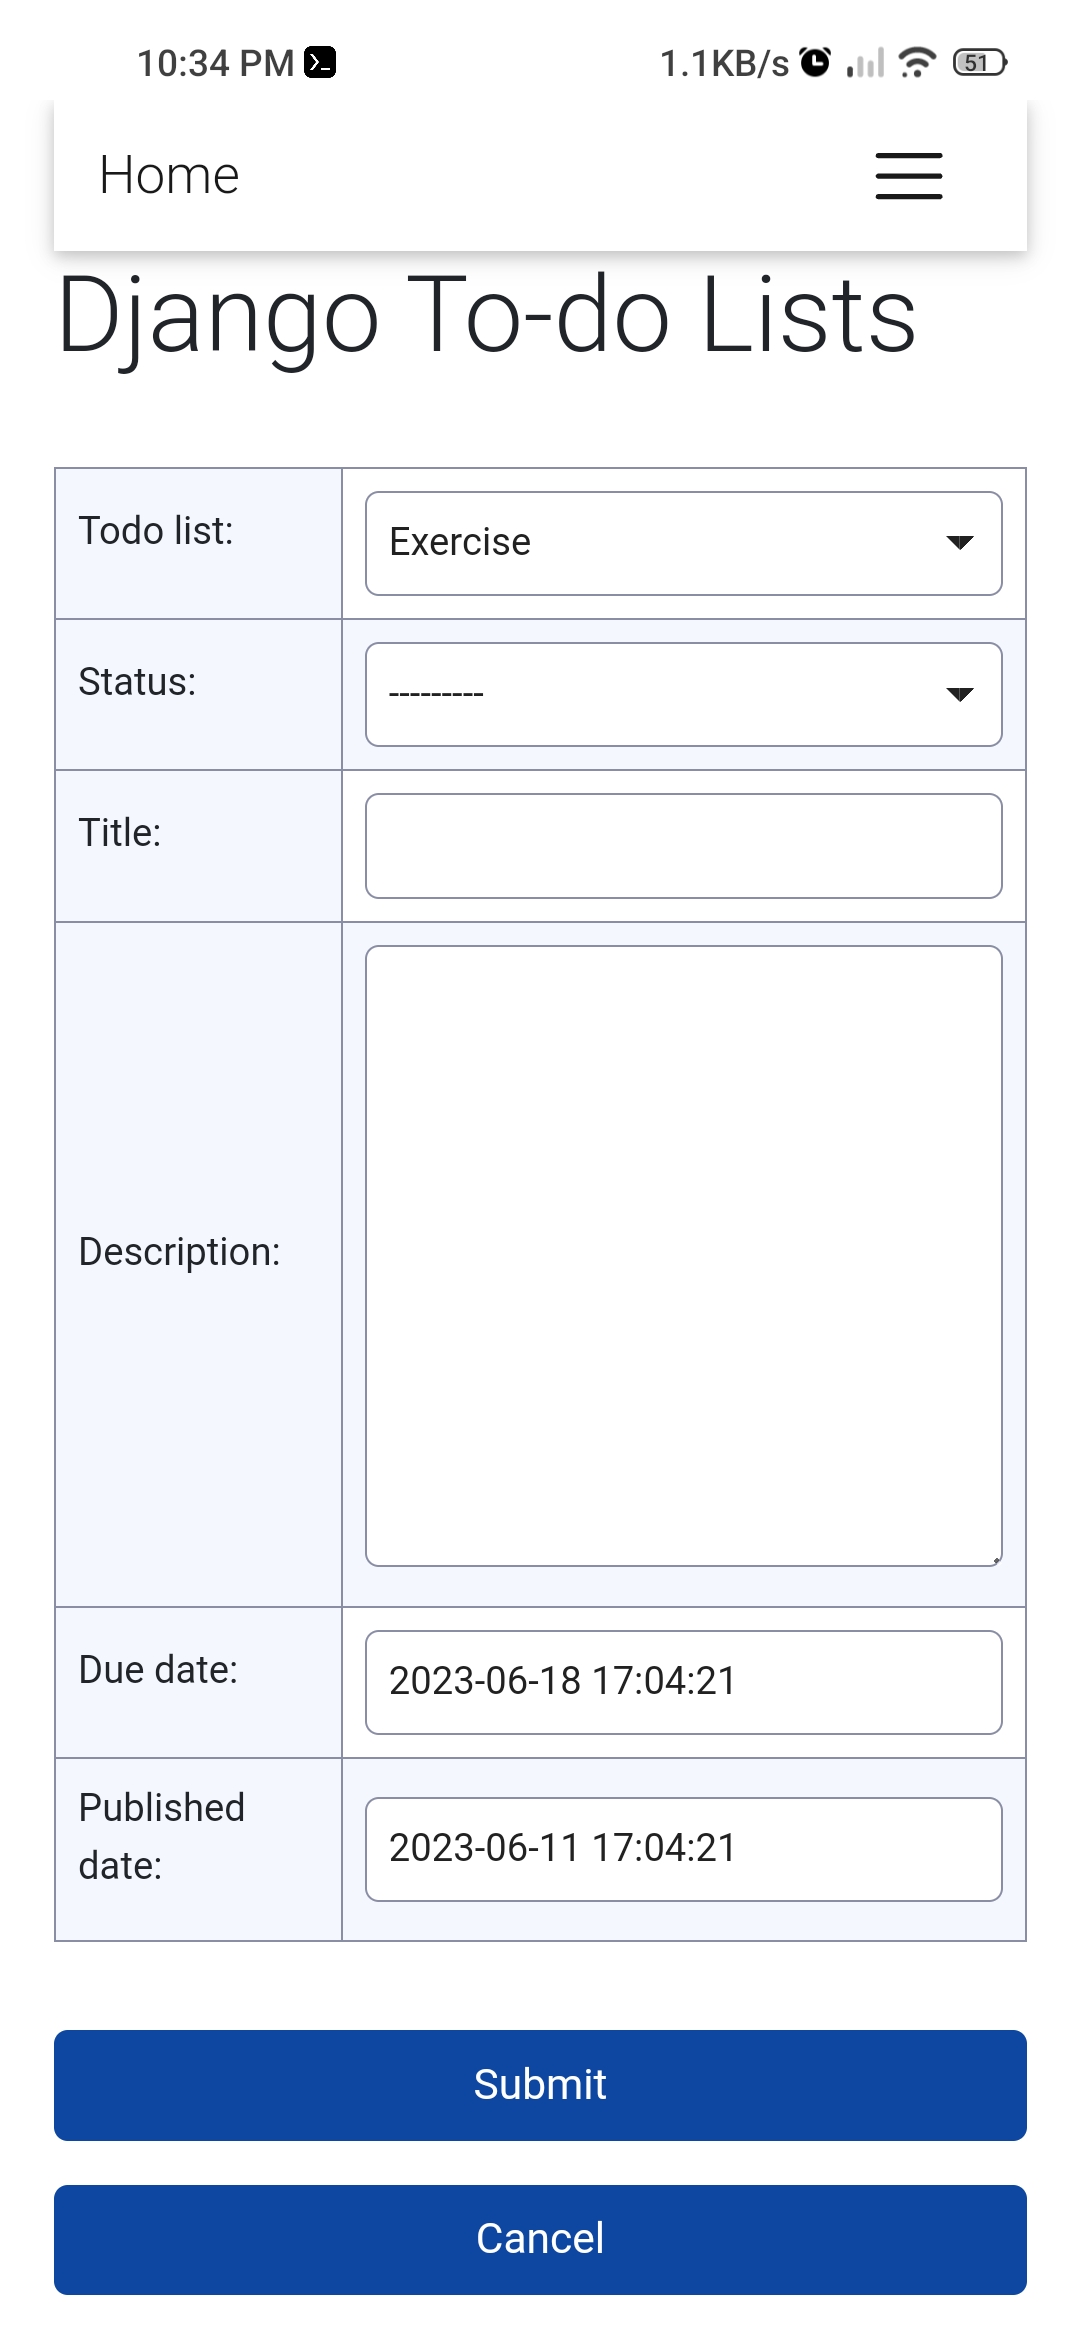 10:34 PM 1.1KB/s 51
Home
Django To-do Lists
Todo list: Exercise
Status: ---------
Title:
Description:
Due date: 2023-06-18 17:04:21
Published
date: 2023-06-11 17:04:21
Submit
Cancel